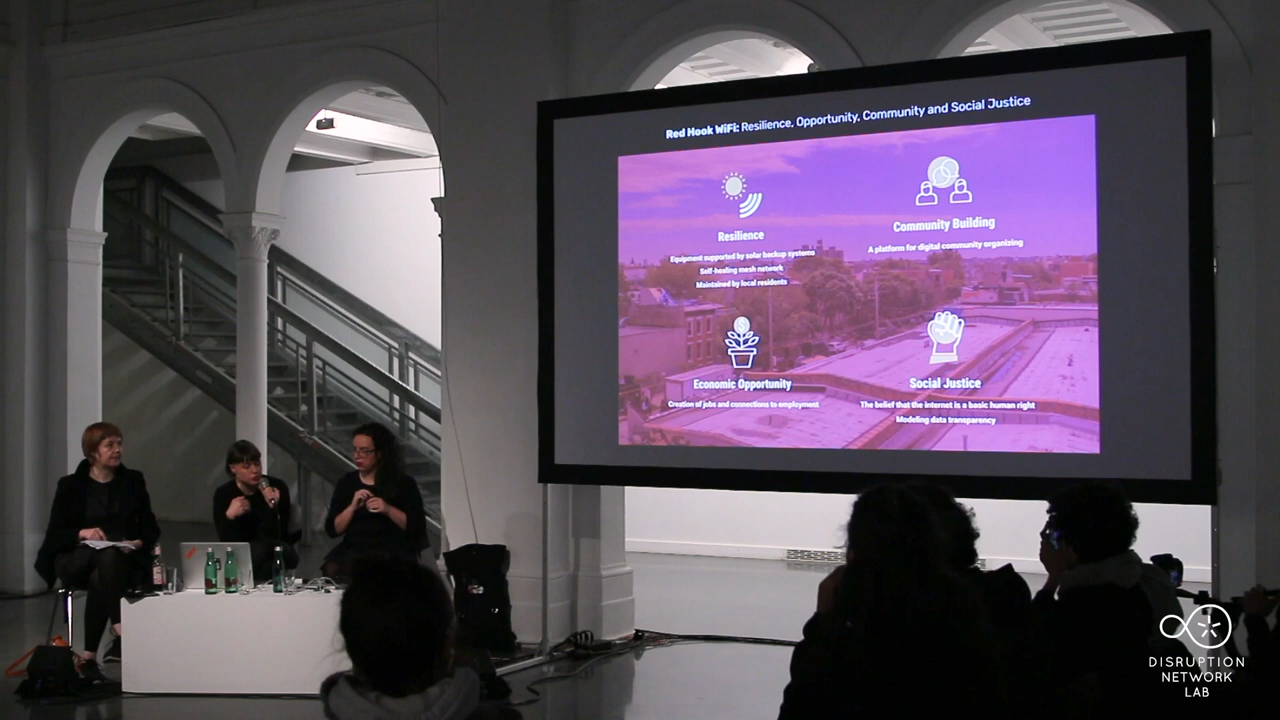 Red Hook WiFi: Resilience, Opportunity, Community and Social Justice
Resilience
Equipment supported by solar backup systems
Self-healing mesh network
Maintained by local residents
Community Building
A platform for digital community organizing
Economic Opportunity
Creation of jobs and connections to employment
Social Justice
The belief that the internet is a basic human right
Modeling data transparency
DISRUPTION
NETWORK
LAB